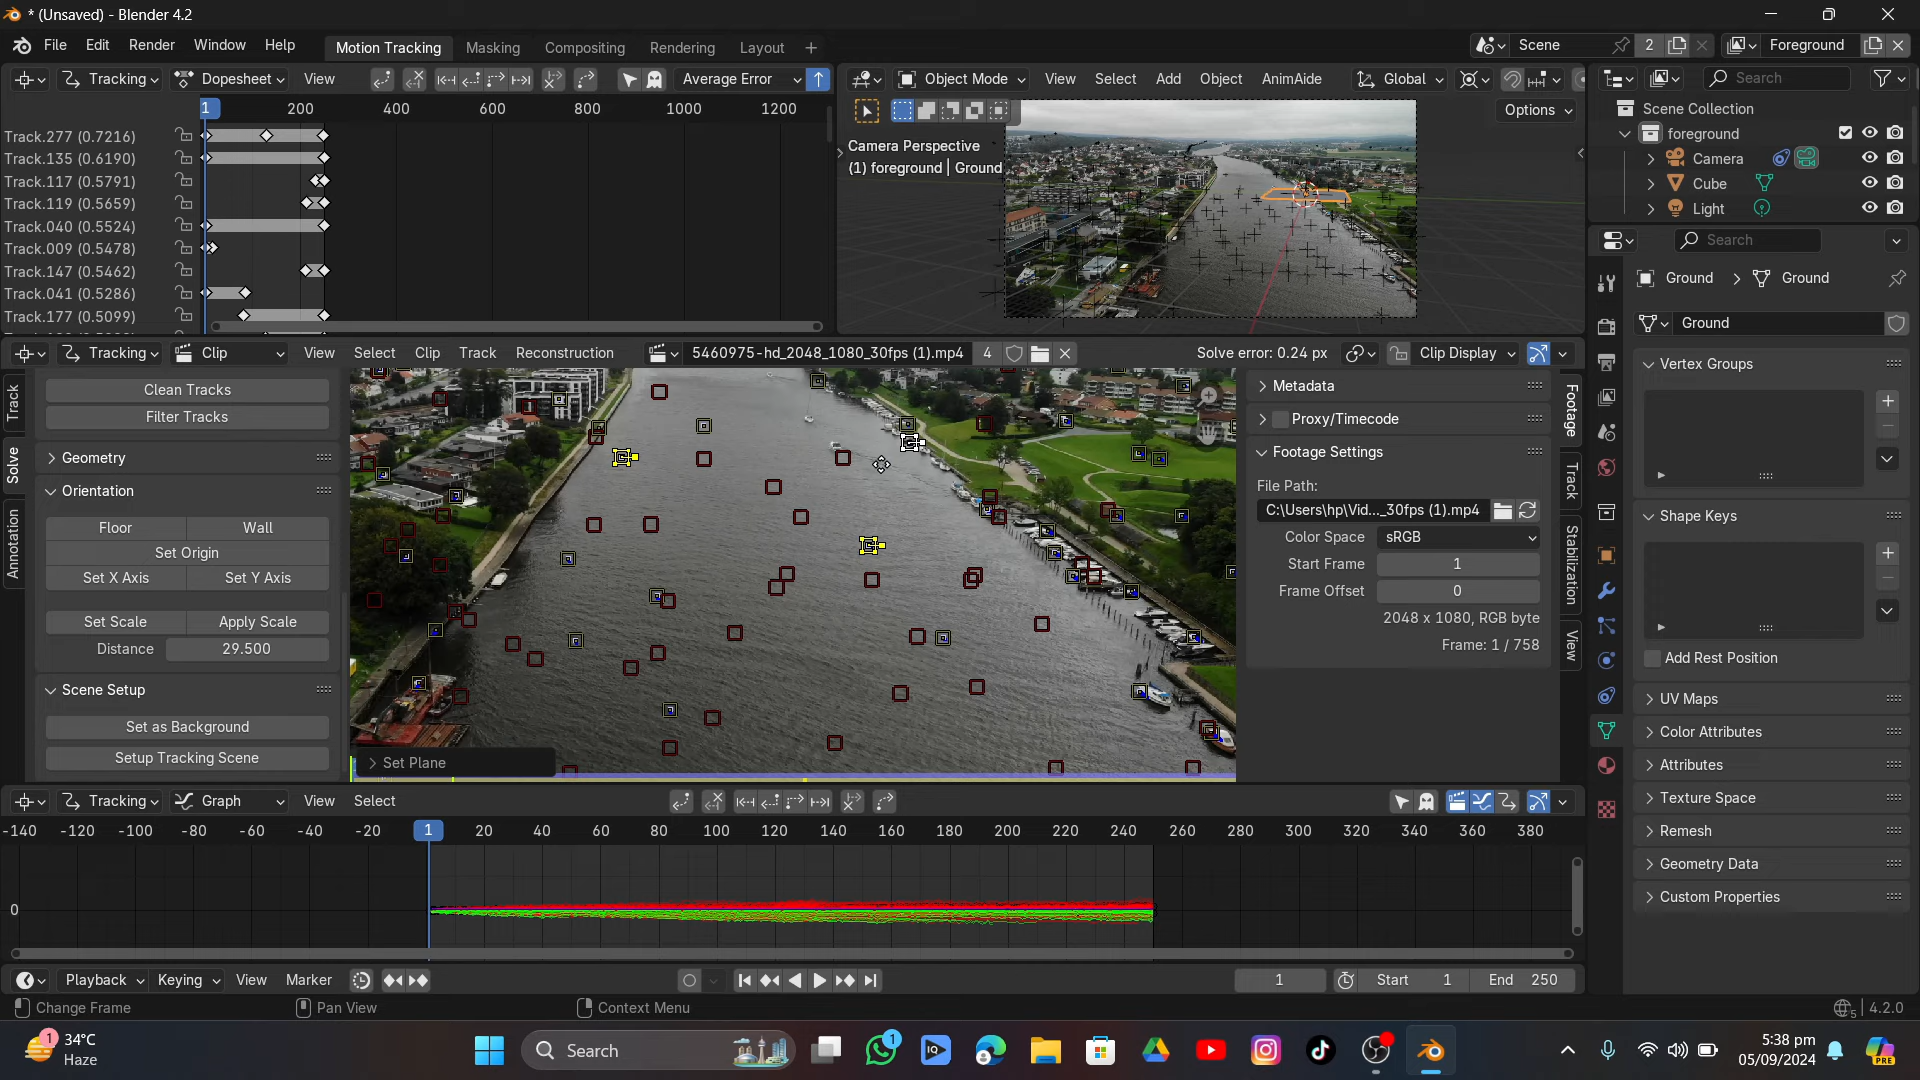 * (Unsaved) - Blender 4.2
File Edit Render Window Help
Motion Tracking Masking Compositing Rendering Layout +
Scene 2
Foreground
Tracking Dopesheet View Average Error
1 200 400 600 800 1000 1200
Track.277 (0.7216)
Track.135 (0.6190)
Track.117 (0.5791)
Track.119 (0.5659)
Track.040 (0.5524)
Track.009 (0.5478)
Track.147 (0.5462)
Track.041 (0.5286)
Track.177 (0.5099)
Object Mode View Select Add Object AnimAide Global
Options
Camera Perspective
(1) foreground | Ground
Search
Scene Collection
foreground
Camera
Cube
Light
Search
Ground > Ground
Ground
Vertex Groups
Shape Keys
Add Rest Position
UV Maps
Color Attributes
Attributes
Texture Space
Remesh
Geometry Data
Custom Properties
Tracking Clip View Select Clip Track Reconstruction 5460975-hd_2048_1080_30fps (1).mp4 4 Solve error: 0.24 px Clip Display
Track
Solve
Annotation
Clean Tracks
Filter Tracks
Geometry
Orientation
Floor Wall
Set Origin
Set X Axis Set Y Axis
Set Scale Apply Scale
Distance 29.500
Scene Setup
Set as Background
Setup Tracking Scene
Set Plane
Metadata
Proxy/Timecode
Footage Settings
File Path:
C:\Users\hp\Vid..._30fps (1).mp4
Color Space sRGB
Start Frame 1
Frame Offset 0
2048 x 1080, RGB byte
Frame: 1 / 758
Footage
Track
Stabilization
View
Tracking Graph View Select
-140 -120 -100 -80 -60 -40 -20 1 20 40 60 80 100 120 140 160 180 200 220 240 260 280 300 320 340 360 380
0
Playback Keying View Marker 1 Start 1 End 250
Change Frame Pan View Context Menu 4.2.0
1
34°C
Haze
Search
1
IQ
PRE
5:38 pm
05/09/2024